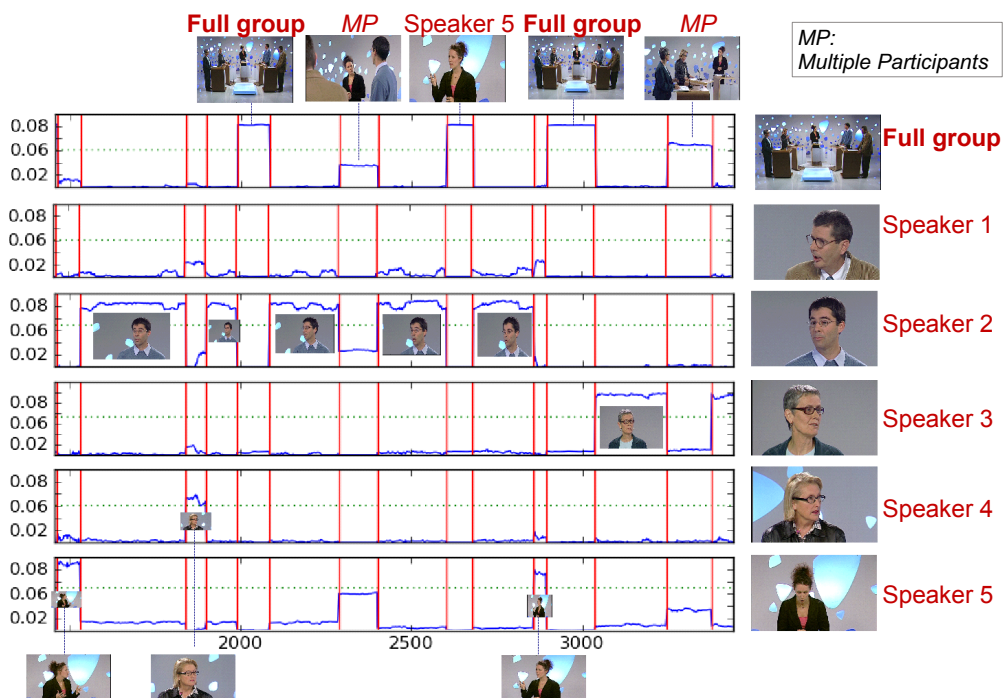 Full group MP Speaker 5 Full group MP
MP:
Multiple Participants
0.08
0.06
0.02
Full group
0.08
0.06
0.02
Speaker 1
0.08
0.06
0.02
Speaker 2
0.08
0.06
0.02
Speaker 3
0.08
0.06
0.02
Speaker 4
0.08
0.06
0.02
Speaker 5
2000 2500 3000